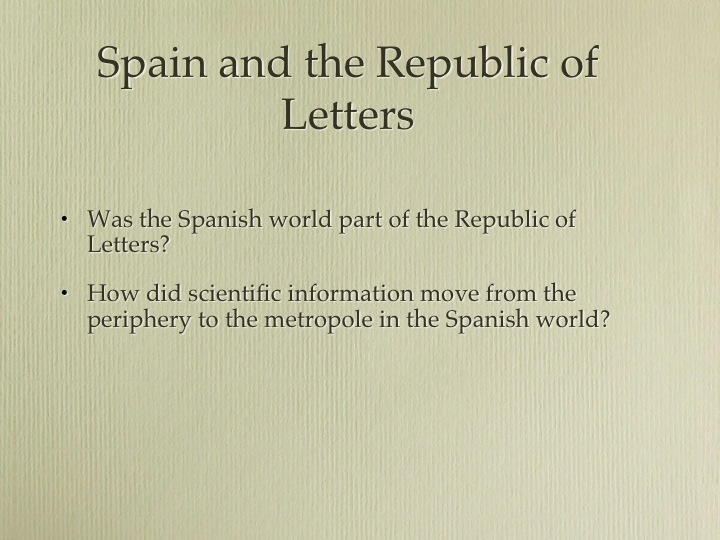 Spain and the Republic of
Letters
• Was the Spanish world part of the Republic of
Letters?
• How did scientific information move from the
periphery to the metropole in the Spanish world?